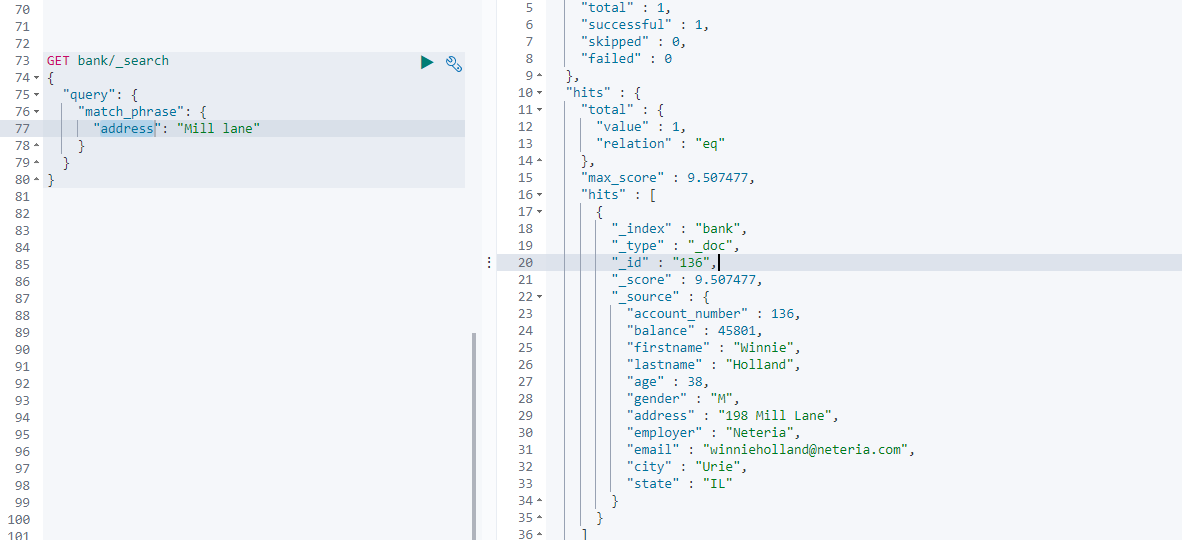 70
71
72
73 GET bank/_search
74 {
75 "query": {
76 "match_phrase": {
77 "address": "Mill lane"
78 }
79 }
80 }
81
82
83
84
85
86
87
88
89
90
91
92
93
94
95
96
97
98
99
100
101
5 "total" : 1,
6 "successful" : 1,
7 "skipped" : 0,
8 "failed" : 0
9 },
10 "hits" : {
11 "total" : {
12 "value" : 1,
13 "relation" : "eq"
14 },
15 "max_score" : 9.507477,
16 "hits" : [
17 {
18 "_index" : "bank",
19 "_type" : "_doc",
20 "_id" : "136",
21 "_score" : 9.507477,
22 "_source" : {
23 "account_number" : 136,
24 "balance" : 45801,
25 "firstname" : "Winnie",
26 "lastname" : "Holland",
27 "age" : 38,
28 "gender" : "M",
29 "address" : "198 Mill Lane",
30 "employer" : "Neteria",
31 "email" : "winnieholland@neteria.com",
32 "city" : "Urie",
33 "state" : "IL"
34 }
35 }
36 ]